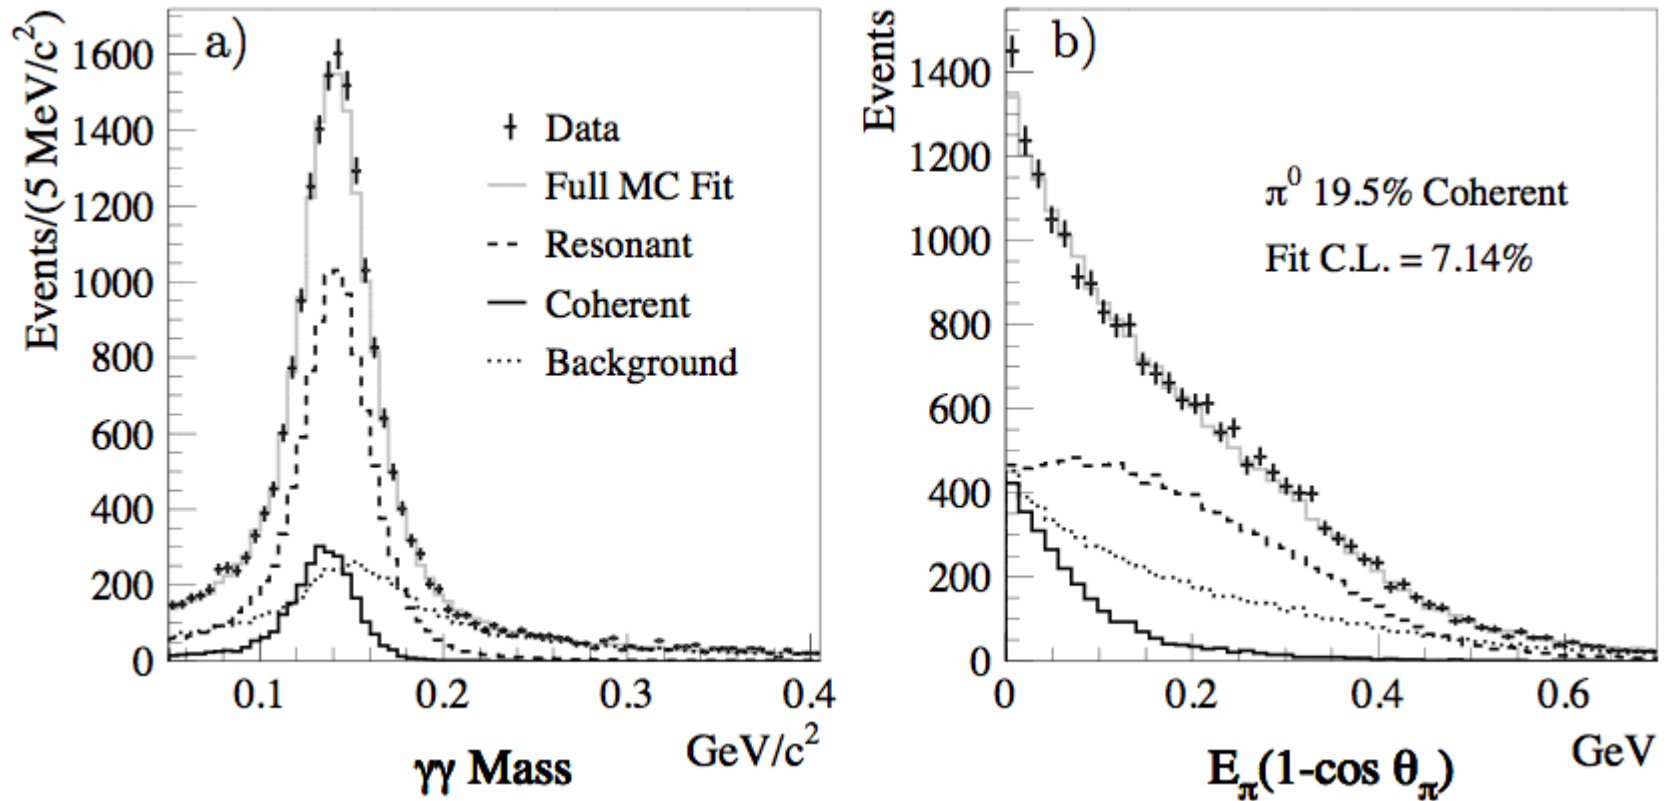 a)
Events/(5 MeV/c²)
1600
1400
1200
1000
800
600
400
200
0
Data
Full MC Fit
Resonant
Coherent
Background
0.1 0.2 0.3 0.4
GeV/c²
γγ Mass
b)
Events
1400
1200
1000
800
600
400
200
0
π⁰ 19.5% Coherent
Fit C.L. = 7.14%
0 0.2 0.4 0.6
GeV
E_π(1-cos θ_π)